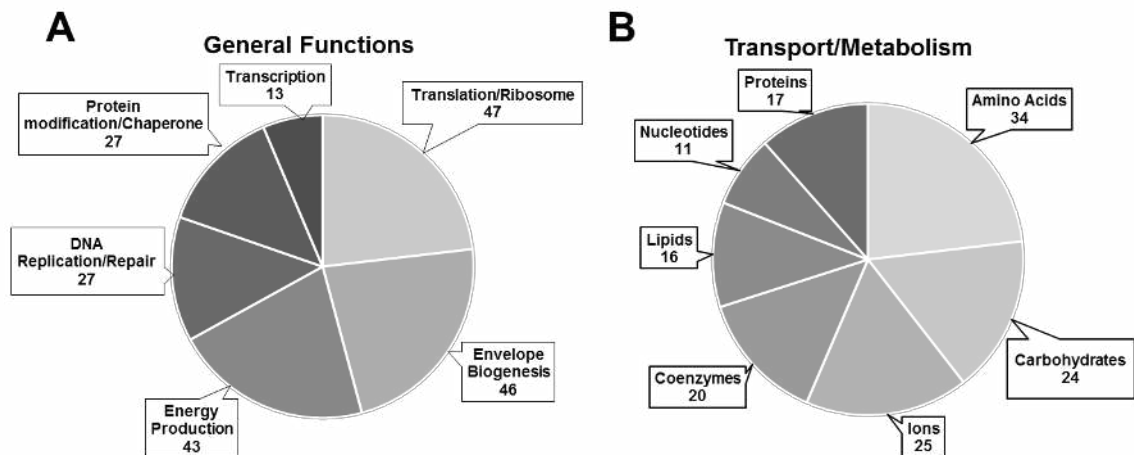 A
General Functions
Transcription
13
Translation/Ribosome
47
Protein
modification/Chaperone
27
DNA
Replication/Repair
27
Envelope
Biogenesis
46
Energy
Production
43
B
Transport/Metabolism
Proteins
17
Amino Acids
34
Nucleotides
11
Lipids
16
Coenzymes
20
Carbohydrates
24
Ions
25